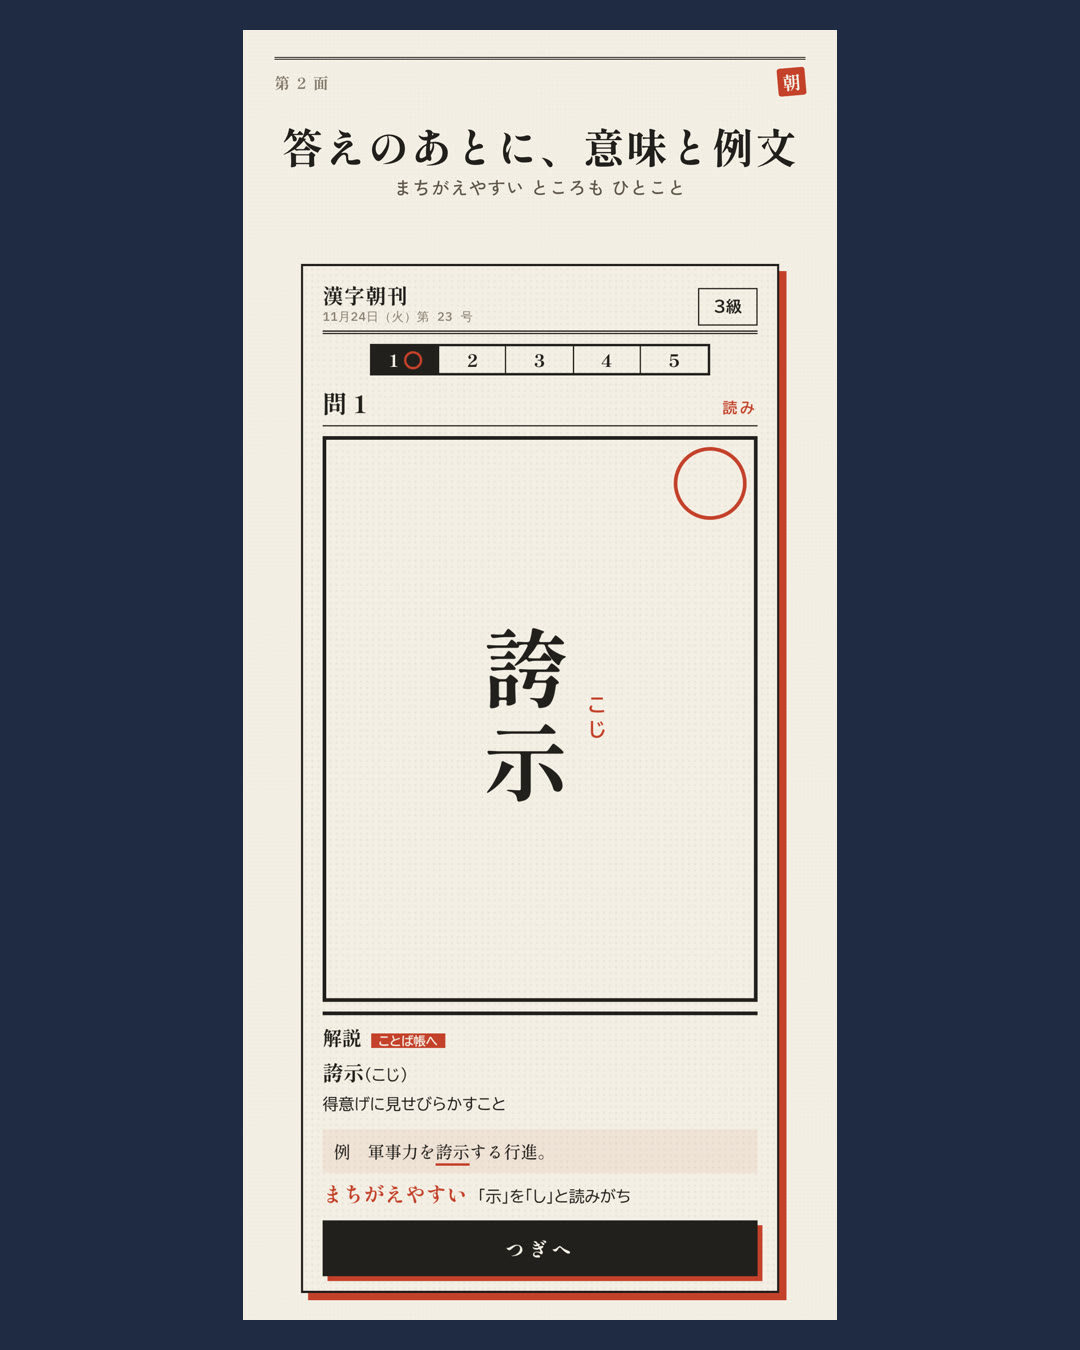 第 2 面
朝
答えのあとに、意味と例文
まちがえやすい ところも ひとこと
漢字朝刊
11月24日（火）第 23 号
3級
1 2 3 4 5
問 1
読み
誇示
こじ
解説 ことば帳へ
誇示（こじ）
得意げに見せびらかすこと
例　軍事力を誇示する行進。
まちがえやすい 「示」を「し」と読みがち
つぎへ